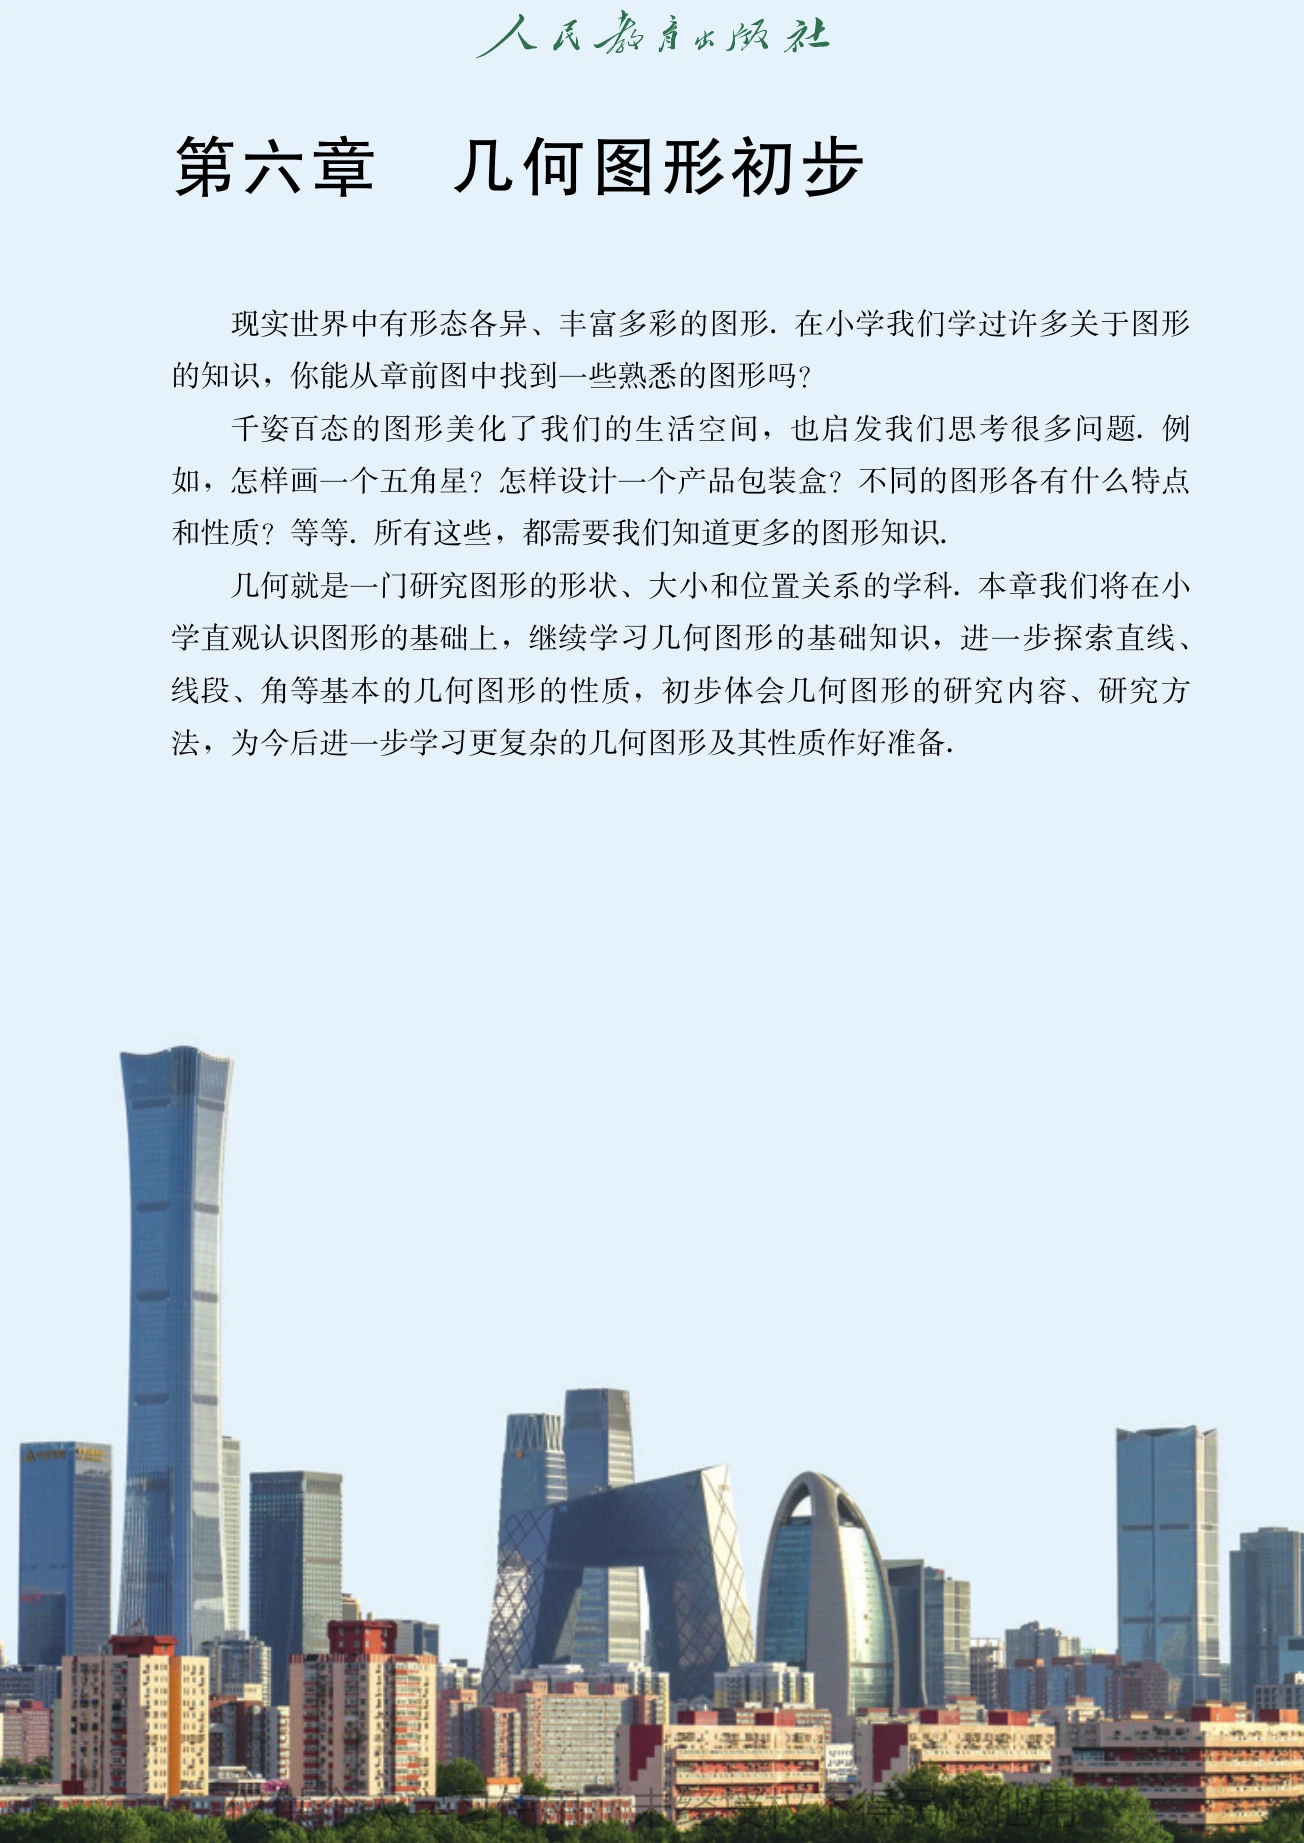 人民教育出版社
第六章　几何图形初步
现实世界中有形态各异、丰富多彩的图形. 在小学我们学过许多关于图形
的知识，你能从章前图中找到一些熟悉的图形吗？
千姿百态的图形美化了我们的生活空间，也启发我们思考很多问题. 例
如，怎样画一个五角星？怎样设计一个产品包装盒？不同的图形各有什么特点
和性质？等等. 所有这些，都需要我们知道更多的图形知识.
几何就是一门研究图形的形状、大小和位置关系的学科. 本章我们将在小
学直观认识图形的基础上，继续学习几何图形的基础知识，进一步探索直线、
线段、角等基本的几何图形的性质，初步体会几何图形的研究内容、研究方
法，为今后进一步学习更复杂的几何图形及其性质作好准备.